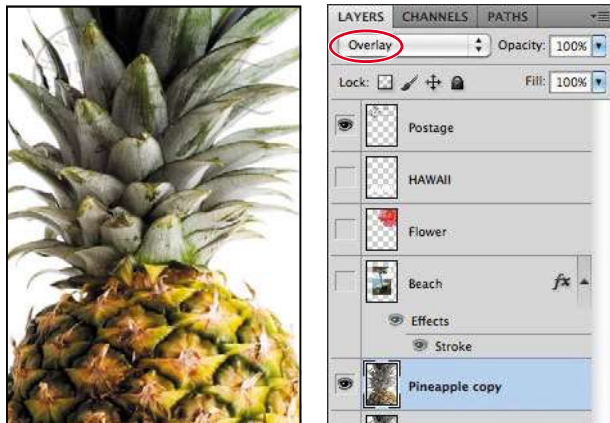 LAYERS CHANNELS PATHS
Overlay Opacity: 100%
Lock: Fill: 100%
Postage
HAWAII
Flower
Beach fx
Effects
Stroke
Pineapple copy